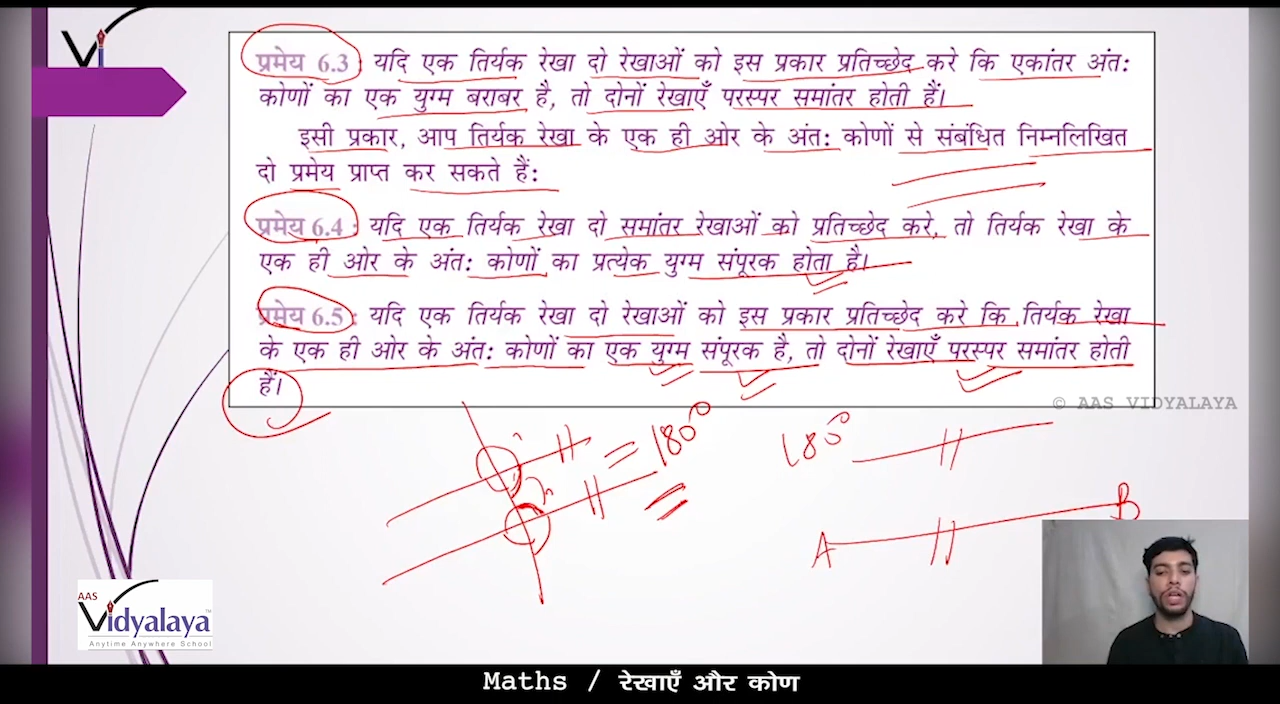 प्रमेय 6.3 यदि एक तिर्यक रेखा दो रेखाओं को इस प्रकार प्रतिच्छेद करे कि एकांतर अंत:
कोणों का एक युग्म बराबर है, तो दोनों रेखाएँ परस्पर समांतर होती हैं।
इसी प्रकार, आप तिर्यक रेखा के एक ही ओर के अंत: कोणों से संबंधित निम्नलिखित
दो प्रमेय प्राप्त कर सकते हैं:
प्रमेय 6.4 : यदि एक तिर्यक रेखा दो समांतर रेखाओं को प्रतिच्छेद करे, तो तिर्यक रेखा के
एक ही ओर के अंत: कोणों का प्रत्येक युग्म संपूरक होता है।
प्रमेय 6.5 : यदि एक तिर्यक रेखा दो रेखाओं को इस प्रकार प्रतिच्छेद करे कि तिर्यक रेखा
के एक ही ओर के अंत: कोणों का एक युग्म संपूरक है, तो दोनों रेखाएँ परस्पर समांतर होती
हैं।
© AAS VIDYALAYA
= 180°
180°
A B
AAS
Vidyalaya
TM
Anytime Anywhere School
Maths / रेखाएँ और कोण